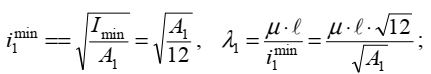 i₁^min == √(I_min / A₁) = √(A₁ / 12) , λ₁ = μ · ℓ / i₁^min = μ · ℓ · √12 / √A₁ ;